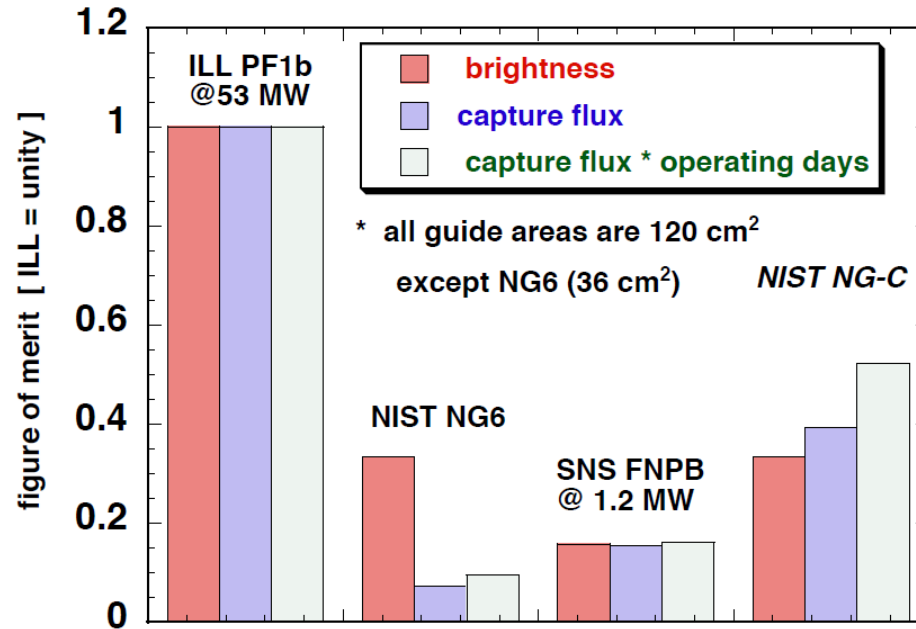 1.2
1
0.8
0.6
0.4
0.2
0
figure of merit [ ILL = unity ]
ILL PF1b
@53 MW
brightness
capture flux
capture flux * operating days
* all guide areas are 120 cm²
except NG6 (36 cm²)
NIST NG-C
NIST NG6
SNS FNPB
@ 1.2 MW